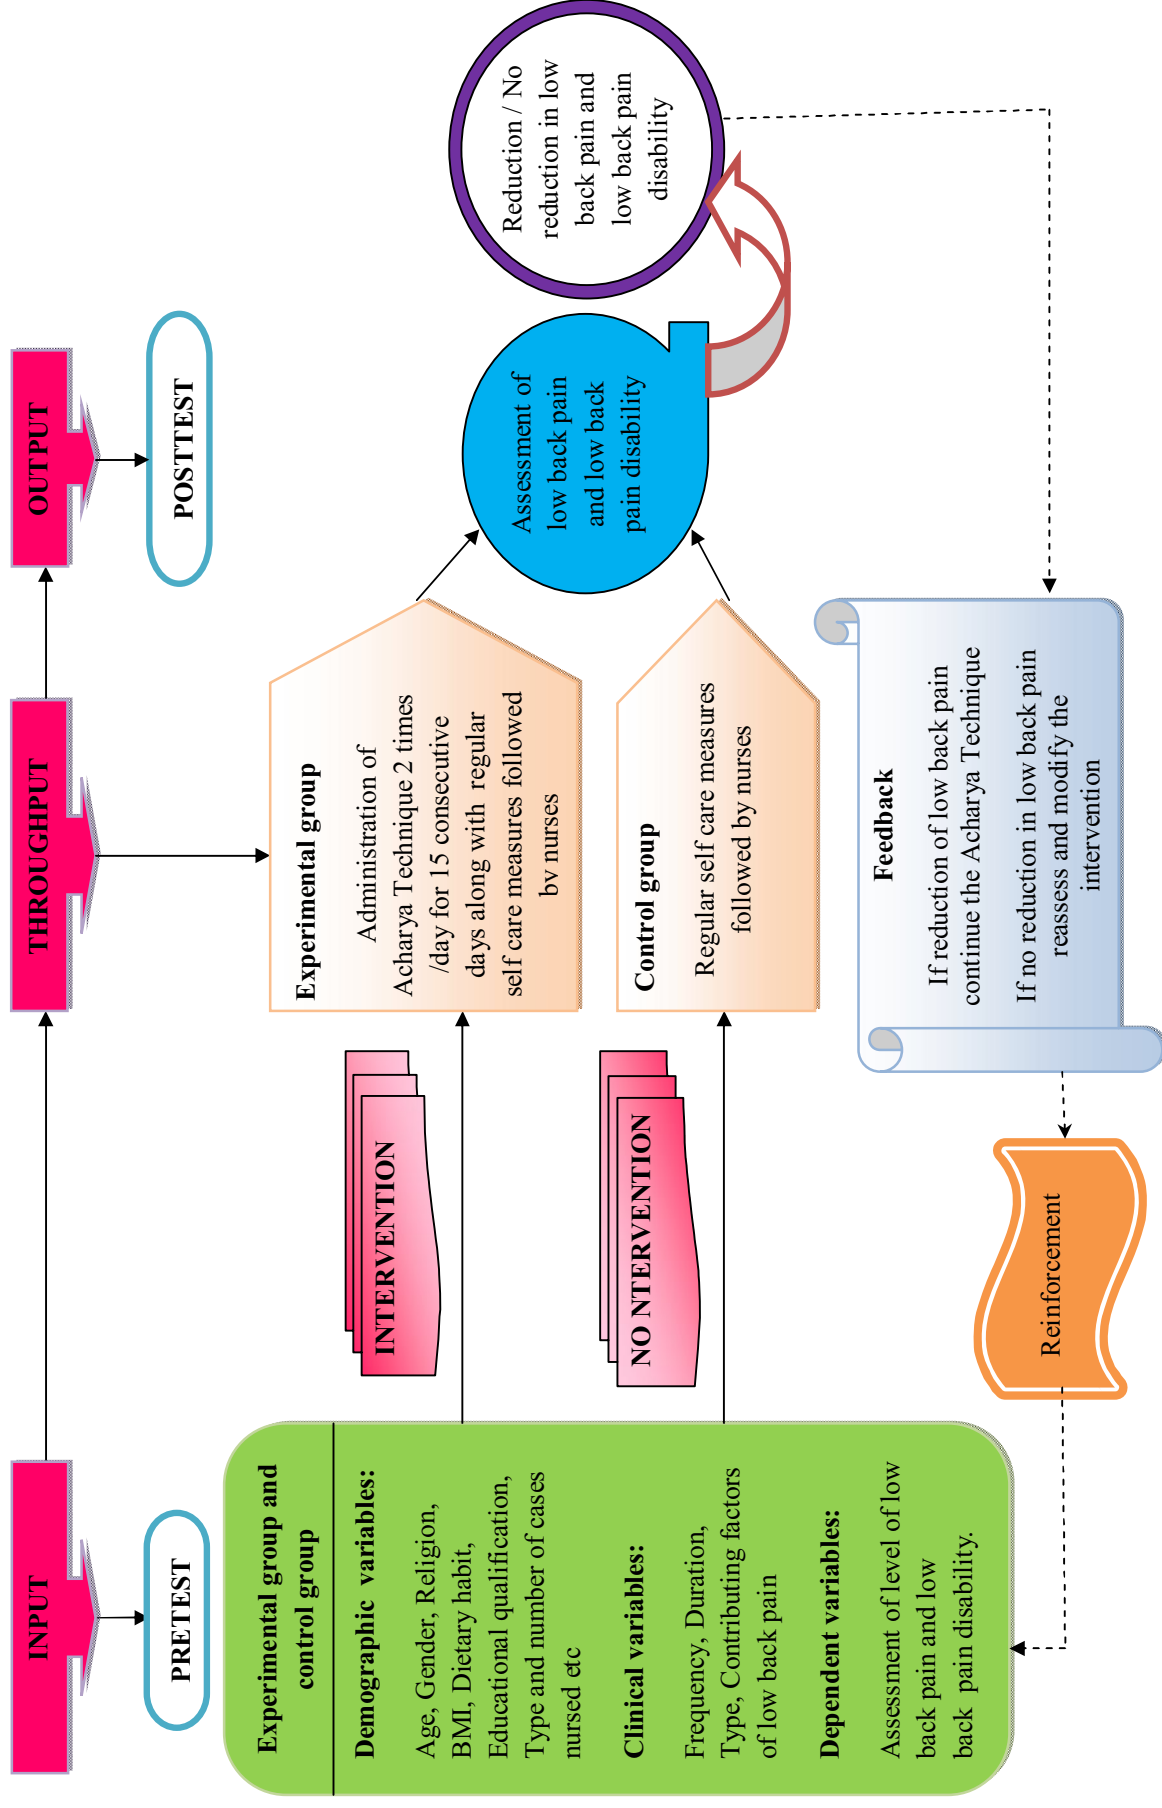 INPUT
THROUGHPUT
OUTPUT
PRETEST
POSTTEST
Experimental group and
control group
Demographic variables:
Age, Gender, Religion,
BMI, Dietary habit,
Educational qualification,
Type and number of cases
nursed etc
Clinical variables:
Frequency, Duration,
Type, Contributing factors
of low back pain
Dependent variables:
Assessment of level of low
back pain and low
back pain disability.
INTERVENTION
NO NTERVENTION
Experimental group
Administration of
Acharya Technique 2 times
/day for 15 consecutive
days along with regular
self care measures followed
by nurses
Control group
Regular self care measures
followed by nurses
Assessment of
low back pain
and low back
pain disability
Reduction / No
reduction in low
back pain and
low back pain
disability
Feedback
If reduction of low back pain
continue the Acharya Technique
If no reduction in low back pain
reassess and modify the
intervention
Reinforcement